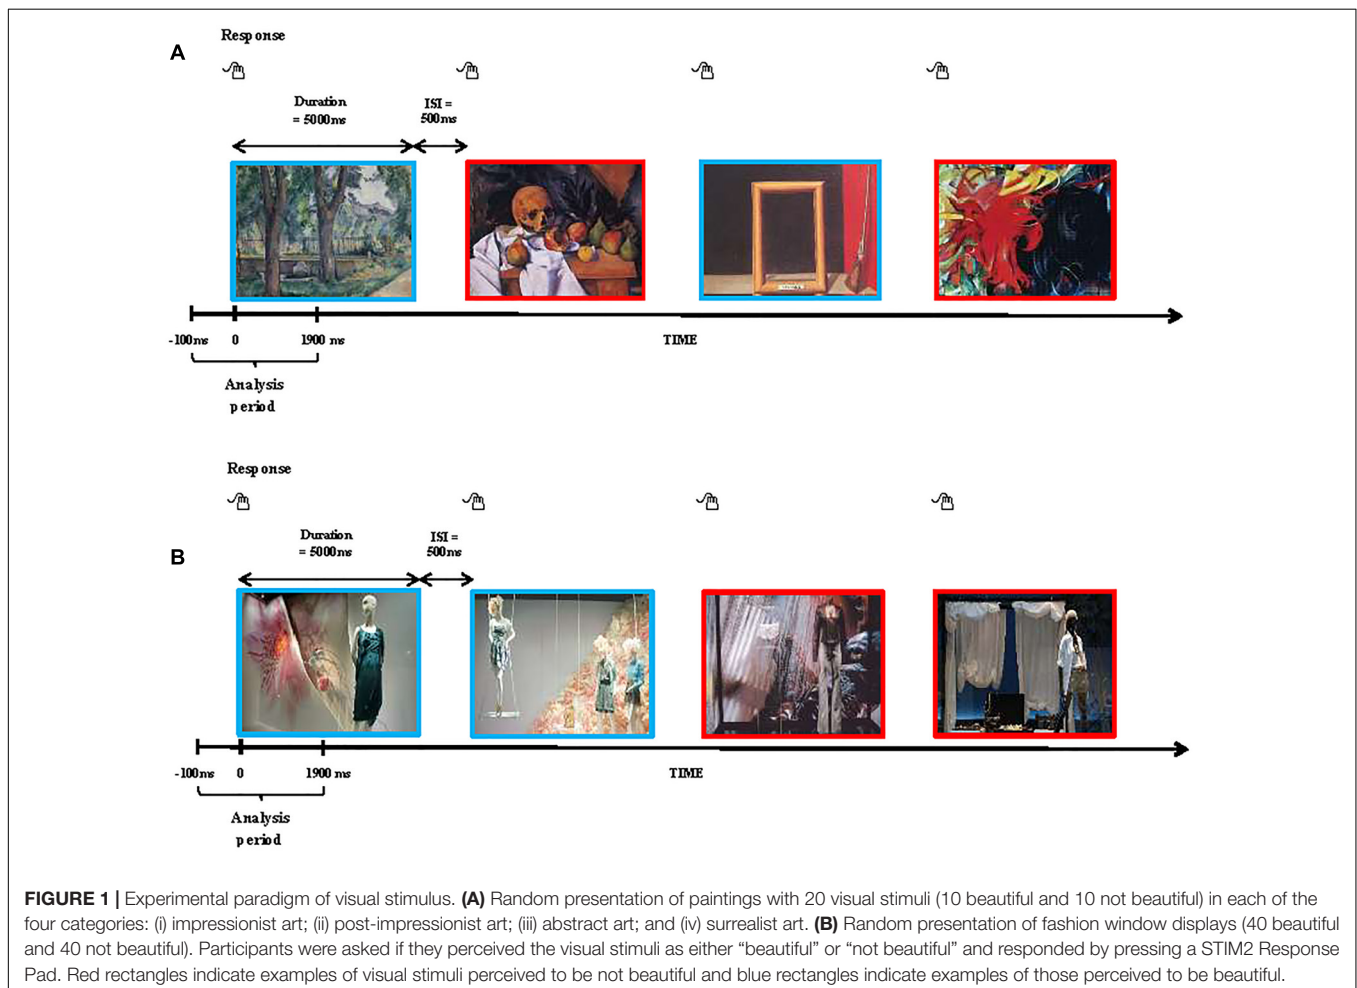 A
Response
Duration
= 5000ms
ISI =
500ms
-100ms 0 1900 ms TIME
Analysis
period
Response
B
Duration
= 5000ms
ISI =
500ms
-100ms 0 1900 ms TIME
Analysis
period
FIGURE 1 | Experimental paradigm of visual stimulus. (A) Random presentation of paintings with 20 visual stimuli (10 beautiful and 10 not beautiful) in each of the
four categories: (i) impressionist art; (ii) post-impressionist art; (iii) abstract art; and (iv) surrealist art. (B) Random presentation of fashion window displays (40 beautiful
and 40 not beautiful). Participants were asked if they perceived the visual stimuli as either “beautiful” or “not beautiful” and responded by pressing a STIM2 Response
Pad. Red rectangles indicate examples of visual stimuli perceived to be not beautiful and blue rectangles indicate examples of those perceived to be beautiful.